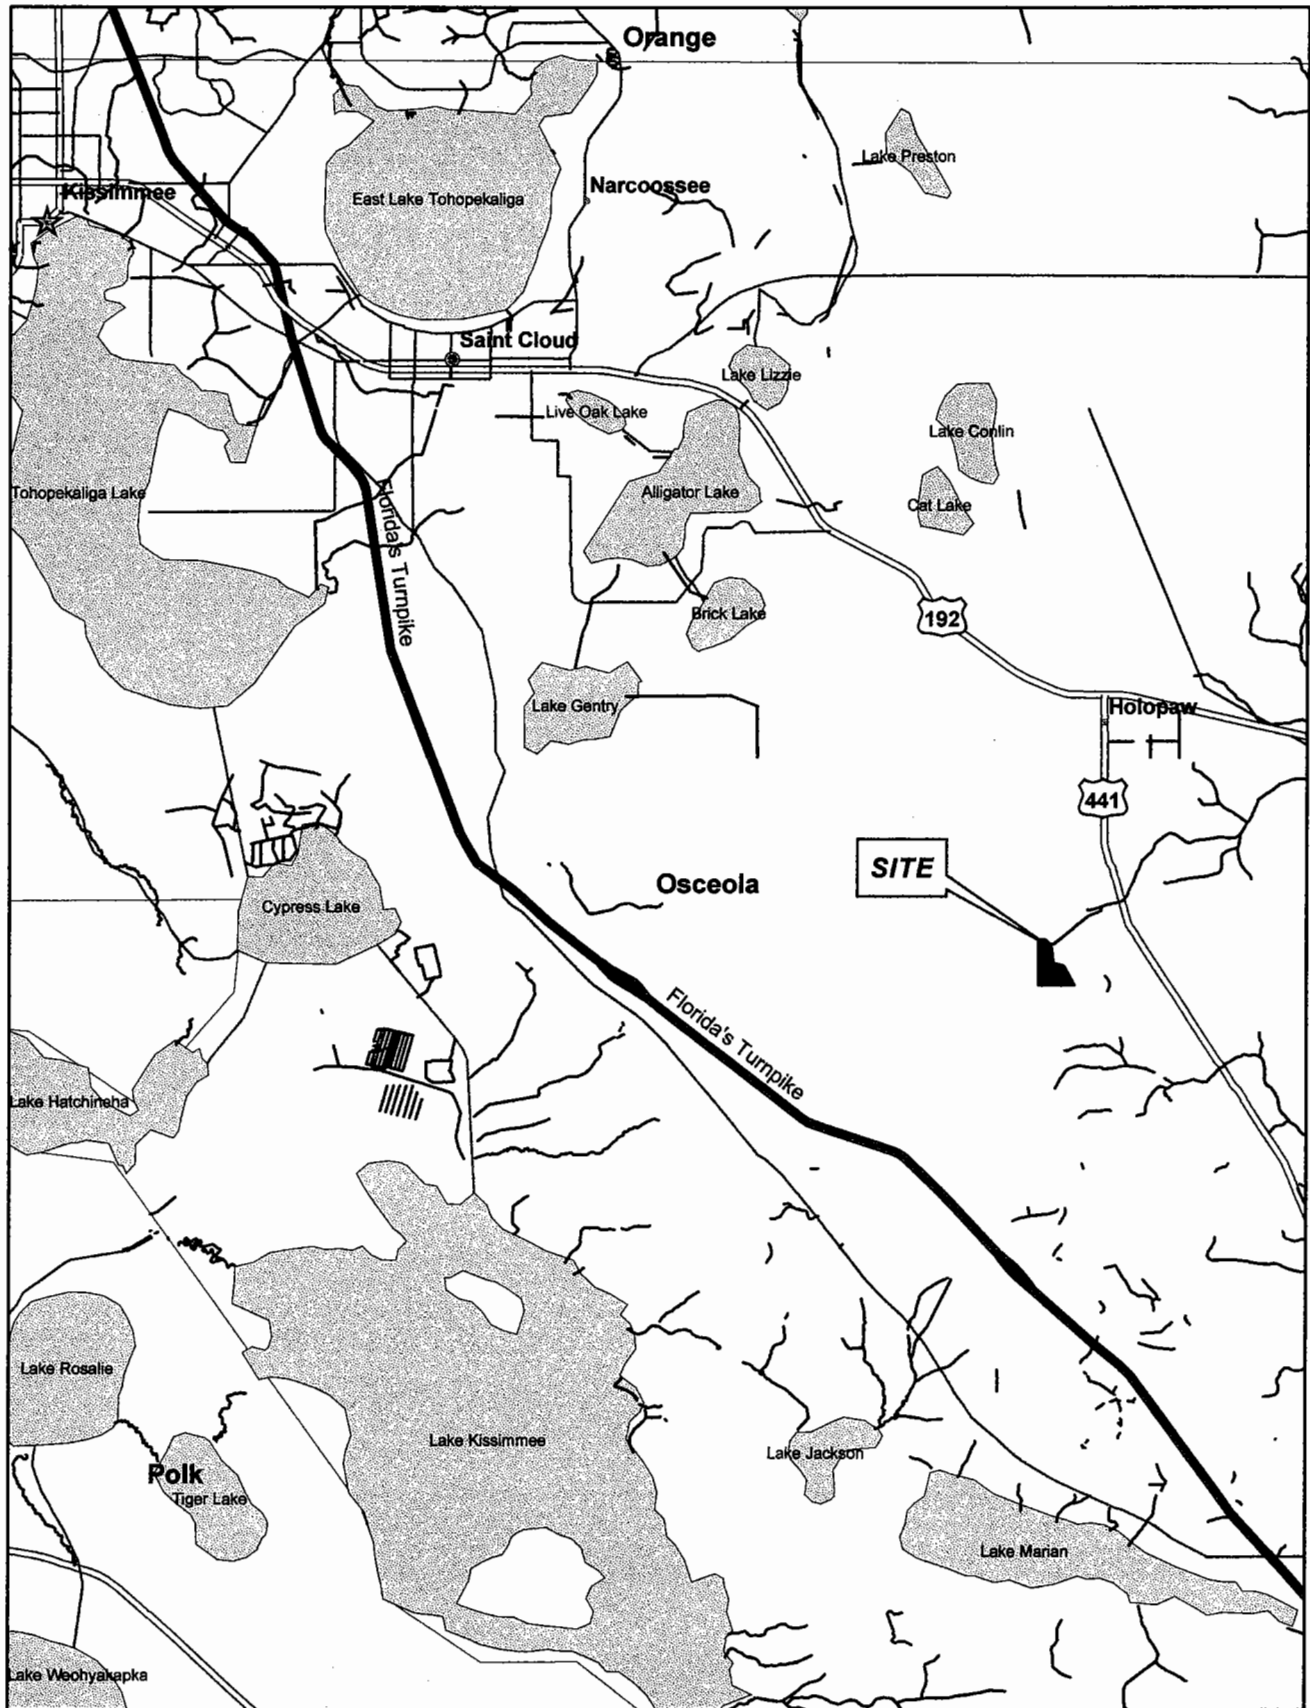 Orange
Lake Preston
Kissimmee
East Lake Tohopekaliga
Narcoossee
Saint Cloud
Lake Lizzie
Live Oak Lake
Lake Conlin
Tohopekaliga Lake
Alligator Lake
Cat Lake
Florida's Turnpike
Brick Lake
192
Lake Gentry
Holopaw
441
SITE
Osceola
Cypress Lake
Florida's Turnpike
Lake Hatchineha
Lake Rosalie
Lake Kissimmee
Lake Jackson
Polk
Tiger Lake
Lake Marian
Lake Weohyakapka